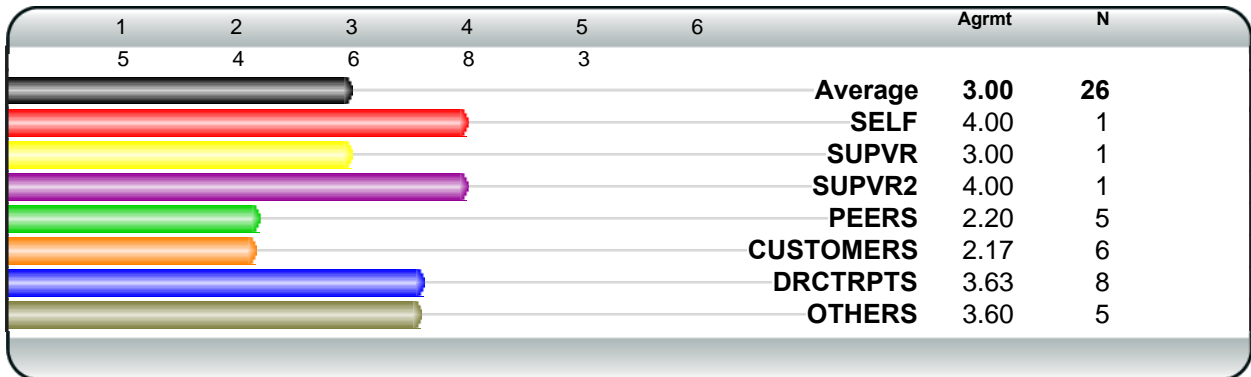 1 2 3 4 5 6 Agrmt N
5 4 6 8 3
Average 3.00 26
SELF 4.00 1
SUPVR 3.00 1
SUPVR2 4.00 1
PEERS 2.20 5
CUSTOMERS 2.17 6
DRCTRPTS 3.63 8
OTHERS 3.60 5